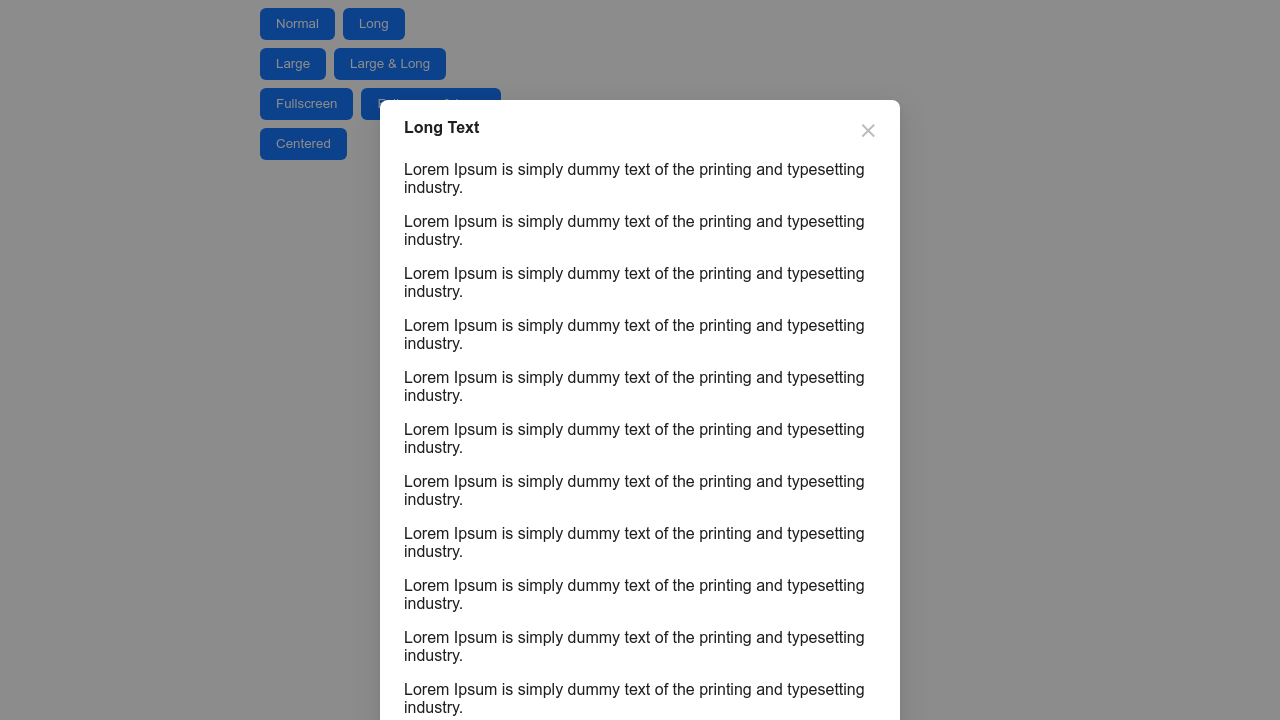 Normal
Long
Large
Large & Long
Fullscreen
Centered
Long Text
Lorem Ipsum is simply dummy text of the printing and typesetting
industry.
Lorem Ipsum is simply dummy text of the printing and typesetting
industry.
Lorem Ipsum is simply dummy text of the printing and typesetting
industry.
Lorem Ipsum is simply dummy text of the printing and typesetting
industry.
Lorem Ipsum is simply dummy text of the printing and typesetting
industry.
Lorem Ipsum is simply dummy text of the printing and typesetting
industry.
Lorem Ipsum is simply dummy text of the printing and typesetting
industry.
Lorem Ipsum is simply dummy text of the printing and typesetting
industry.
Lorem Ipsum is simply dummy text of the printing and typesetting
industry.
Lorem Ipsum is simply dummy text of the printing and typesetting
industry.
Lorem Ipsum is simply dummy text of the printing and typesetting
industry.